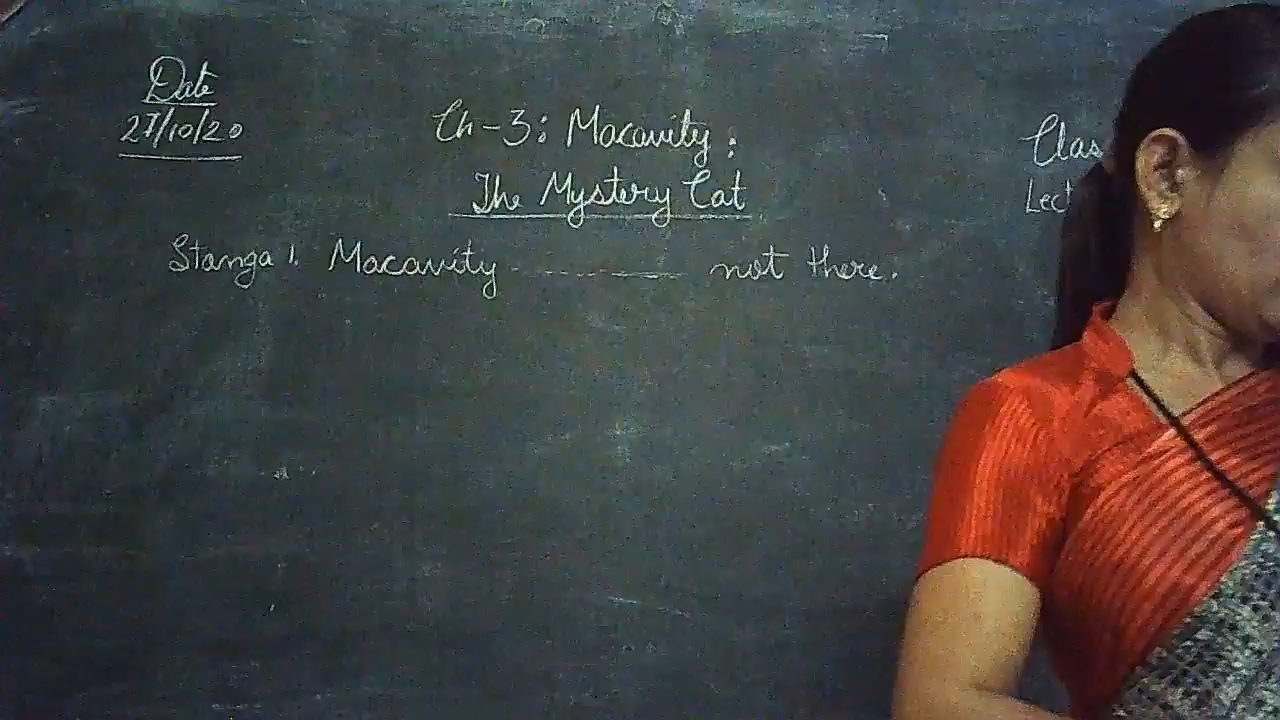 Date
27/10/20
Ch-3: Macavity:
The Mystery Cat
Clas
Lect
Stanza 1. Macavity ------------ not there.